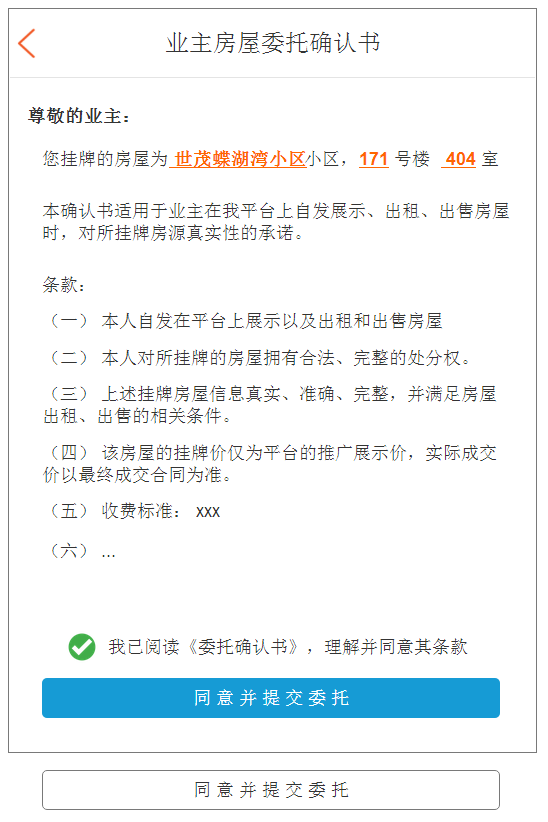 业主房屋委托确认书
尊敬的业主：
您挂牌的房屋为 世茂蝶湖湾小区小区，171 号楼 404 室
本确认书适用于业主在我平台上自发展示、出租、出售房屋
时，对所挂牌房源真实性的承诺。
条款：
（一） 本人自发在平台上展示以及出租和出售房屋
（二） 本人对所挂牌的房屋拥有合法、完整的处分权。
（三） 上述挂牌房屋信息真实、准确、完整，并满足房屋
出租、出售的相关条件。
（四） 该房屋的挂牌价仅为平台的推广展示价，实际成交
价以最终成交合同为准。
（五） 收费标准： xxx
（六） ...
我已阅读《委托确认书》，理解并同意其条款
同意并提交委托
同意并提交委托